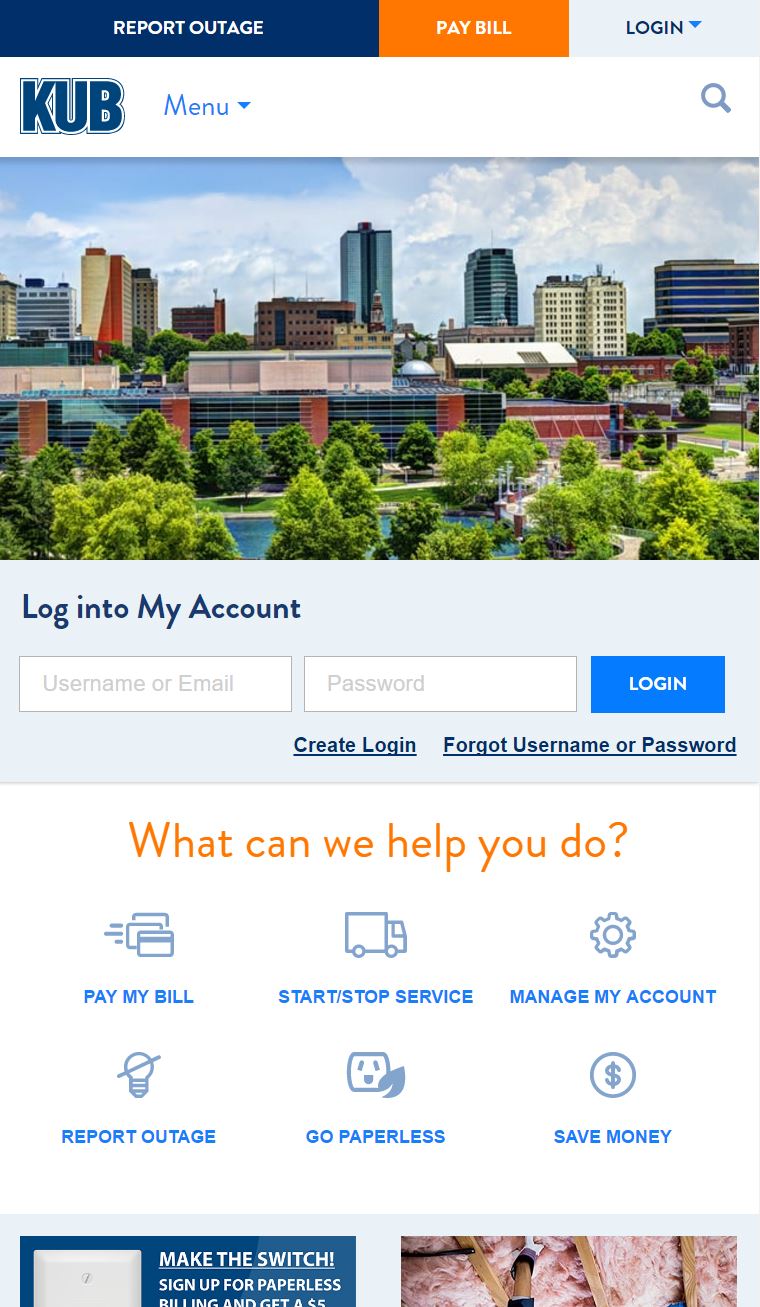 REPORT OUTAGE
PAY BILL
LOGIN
KUB
Menu
Log into My Account
Username or Email
Password
LOGIN
Create Login
Forgot Username or Password
What can we help you do?
PAY MY BILL
START/STOP SERVICE
MANAGE MY ACCOUNT
REPORT OUTAGE
GO PAPERLESS
SAVE MONEY
MAKE THE SWITCH!
SIGN UP FOR PAPERLESS
BILLING AND GET A $5